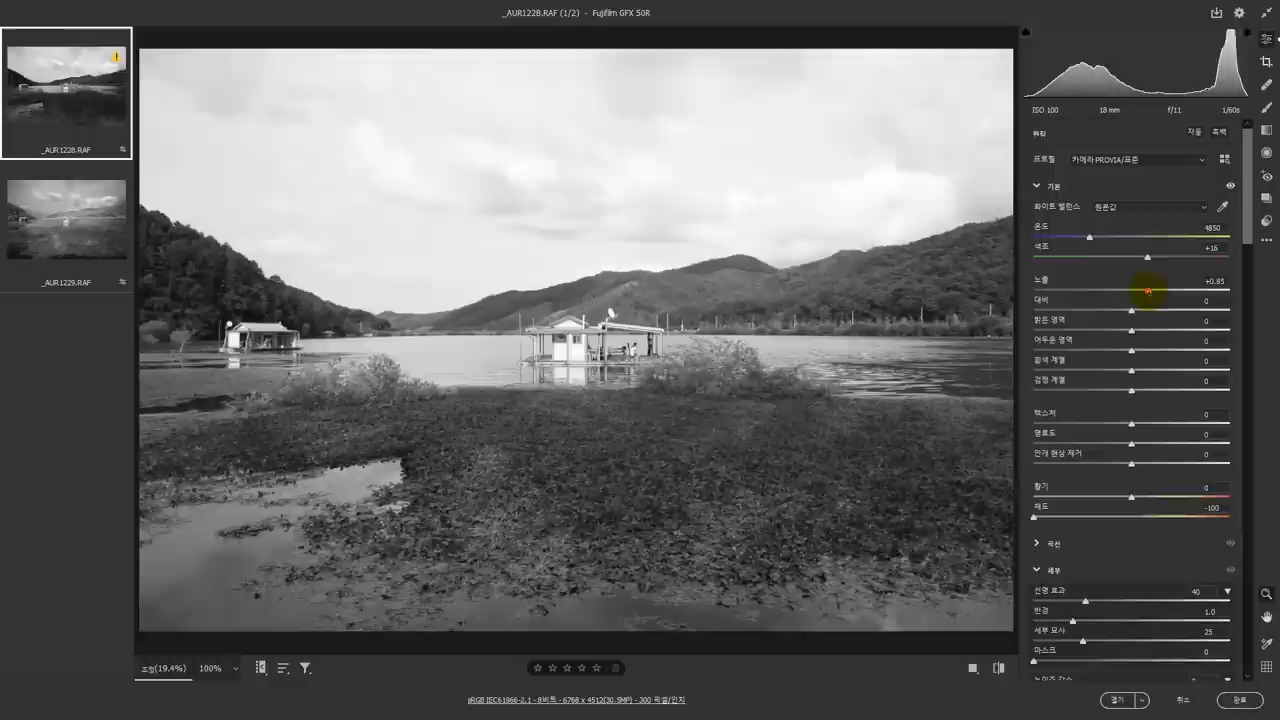 _AUR1228.RAF (1/2) - Fujifilm GFX 50R
_AUR1228.RAF
_AUR1229.RAF
ISO 100 18 mm f/11 1/60s
편집 자동 흑백
프로필 카메라 PROVIA/표준
기본
화이트 밸런스 원본값
온도 4850
색조 +16
노출 +0.85
대비 0
밝은 영역 0
어두운 영역 0
흰색 계열 0
검정 계열 0
텍스처 0
명료도 0
안개 현상 제거 0
활기 0
채도 -100
곡선
세부
선명 효과 40
반경 1.0
세부 묘사 25
마스크 0
노이즈 감소 0
조정(19.4%) 100%
sRGB IEC61966-2.1 - 8비트 - 6768 x 4512(30.5MP) - 300 픽셀/인치
열기 취소 완료